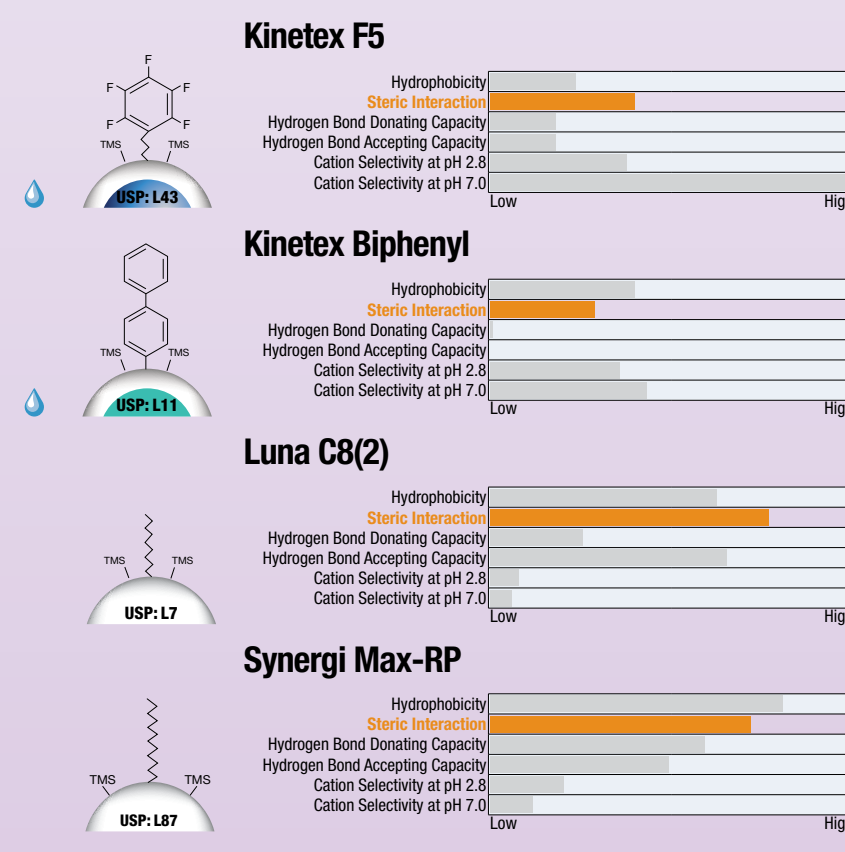 Kinetex F5
F
F
F
F
F
TMS
TMS
USP: L43
Hydrophobicity
Steric Interaction
Hydrogen Bond Donating Capacity
Hydrogen Bond Accepting Capacity
Cation Selectivity at pH 2.8
Cation Selectivity at pH 7.0
Low
Hig
Kinetex Biphenyl
TMS
TMS
USP: L11
Hydrophobicity
Steric Interaction
Hydrogen Bond Donating Capacity
Hydrogen Bond Accepting Capacity
Cation Selectivity at pH 2.8
Cation Selectivity at pH 7.0
Low
Hig
Luna C8(2)
TMS
TMS
USP: L7
Hydrophobicity
Steric Interaction
Hydrogen Bond Donating Capacity
Hydrogen Bond Accepting Capacity
Cation Selectivity at pH 2.8
Cation Selectivity at pH 7.0
Low
Hig
Synergi Max-RP
TMS
TMS
USP: L87
Hydrophobicity
Steric Interaction
Hydrogen Bond Donating Capacity
Hydrogen Bond Accepting Capacity
Cation Selectivity at pH 2.8
Cation Selectivity at pH 7.0
Low
Hig